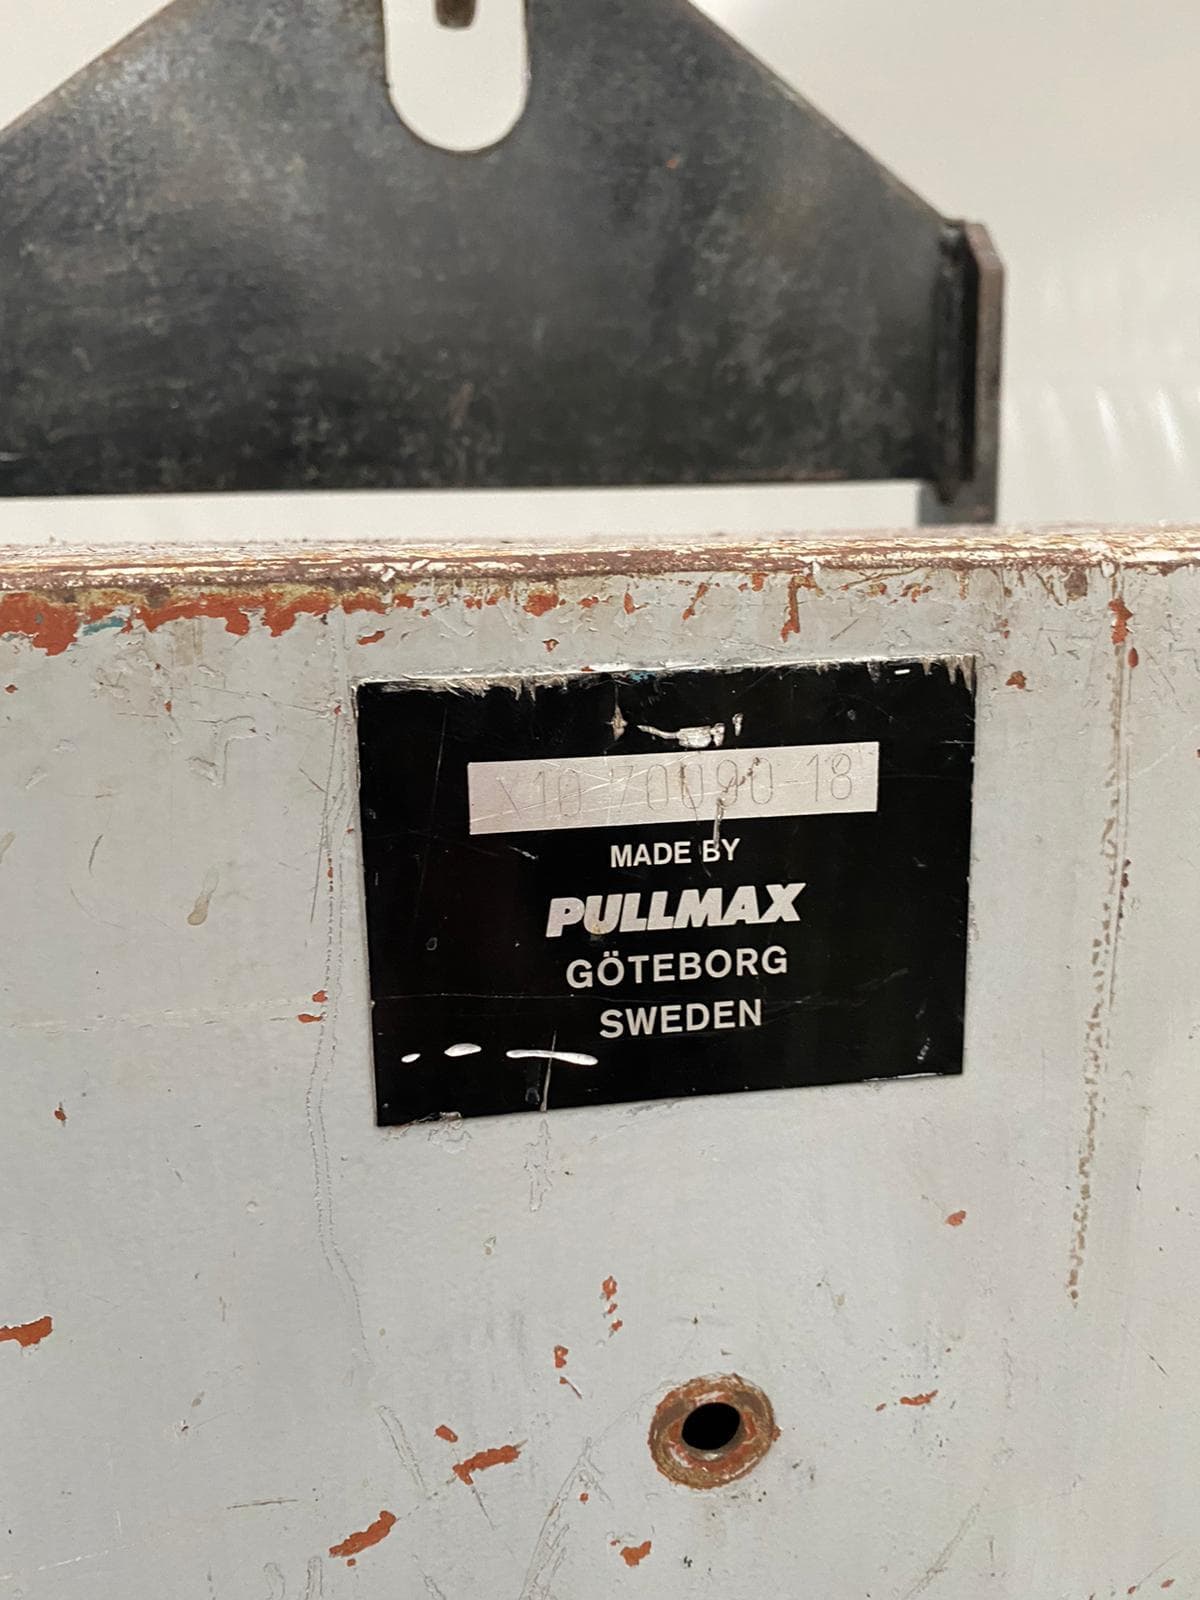 X10 70090-18
MADE BY
PULLMAX
GÖTEBORG
SWEDEN